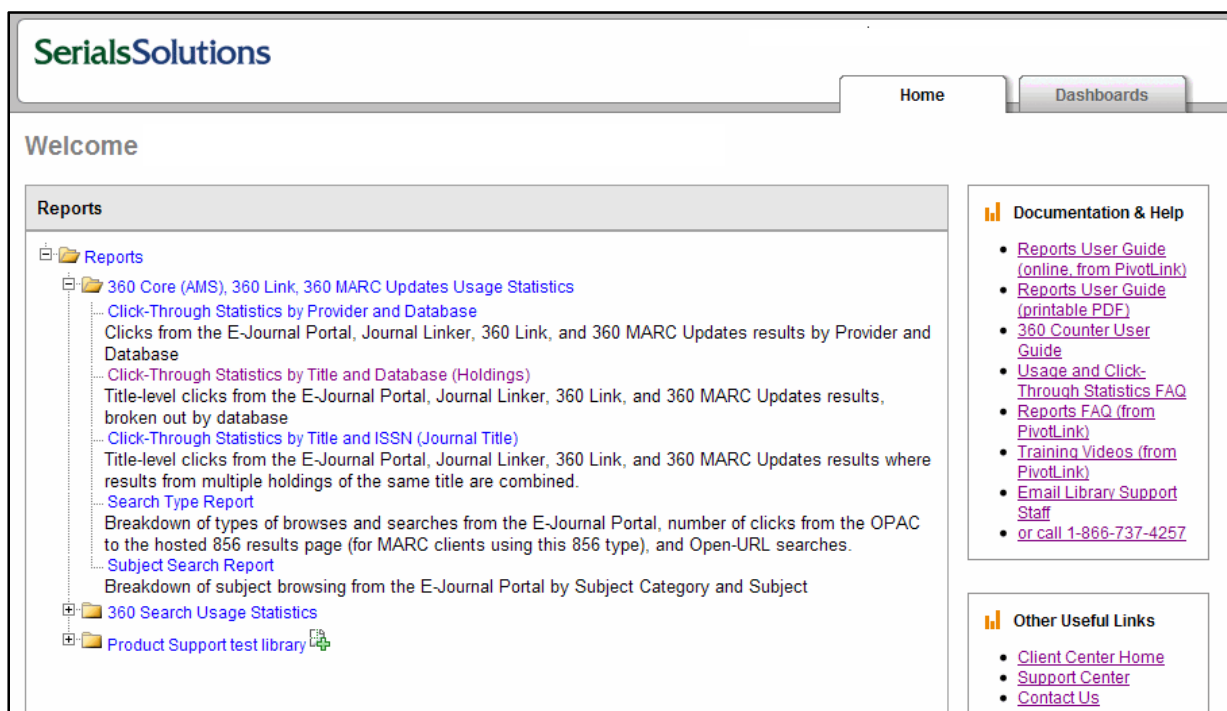 SerialsSolutions
Home
Dashboards
Welcome
Reports
Reports
360 Core (AMS), 360 Link, 360 MARC Updates Usage Statistics
Click-Through Statistics by Provider and Database
Clicks from the E-Journal Portal, Journal Linker, 360 Link, and 360 MARC Updates results by Provider and
Database
Click-Through Statistics by Title and Database (Holdings)
Title-level clicks from the E-Journal Portal, Journal Linker, 360 Link, and 360 MARC Updates results,
broken out by database
Click-Through Statistics by Title and ISSN (Journal Title)
Title-level clicks from the E-Journal Portal, Journal Linker, 360 Link, and 360 MARC Updates results where
results from multiple holdings of the same title are combined.
Search Type Report
Breakdown of types of browses and searches from the E-Journal Portal, number of clicks from the OPAC
to the hosted 856 results page (for MARC clients using this 856 type), and Open-URL searches.
Subject Search Report
Breakdown of subject browsing from the E-Journal Portal by Subject Category and Subject
360 Search Usage Statistics
Product Support test library
Documentation & Help
Reports User Guide
(online, from PivotLink)
Reports User Guide
(printable PDF)
360 Counter User
Guide
Usage and Click-
Through Statistics FAQ
Reports FAQ (from
PivotLink)
Training Videos (from
PivotLink)
Email Library Support
Staff
or call 1-866-737-4257
Other Useful Links
Client Center Home
Support Center
Contact Us